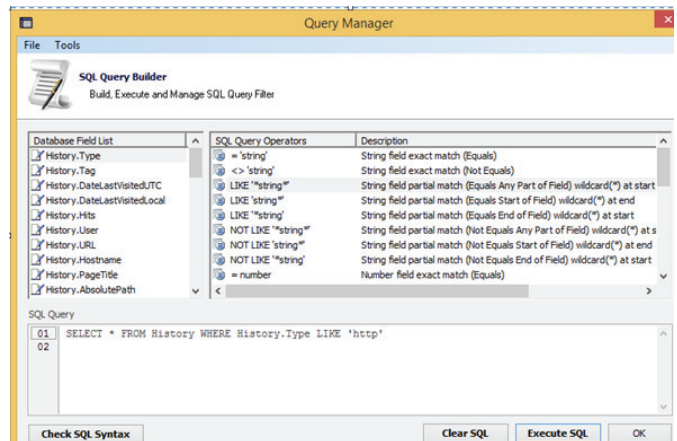 Query Manager
File Tools
SQL Query Builder
Build, Execute and Manage SQL Query Filter
Database Field List
History.Type
History.Tag
History.DateLastVisitedUTC
History.DateLastVisitedLocal
History.Hits
History.User
History.URL
History.Hostname
History.PageTitle
History.AbsolutePath
SQL Query Operators Description
= 'string' String field exact match (Equals)
<> 'string' String field exact match (Not Equals)
LIKE '*string*' String field partial match (Equals Any Part of Field) wildcard(*) at start
LIKE 'string*' String field partial match (Equals Start of Field) wildcard(*) at end
LIKE '*string' String field partial match (Equals End of Field) wildcard(*) at start
NOT LIKE '*string*' String field partial match (Not Equals Any Part of Field) wildcard(*) at s
NOT LIKE 'string*' String field partial match (Not Equals Start of Field) wildcard(*) at end
NOT LIKE '*string' String field partial match (Not Equals End of Field) wildcard(*) at start
= number Number field exact match (Equals)
SQL Query
01 SELECT * FROM History WHERE History.Type LIKE 'http'
02
Check SQL Syntax Clear SQL Execute SQL OK